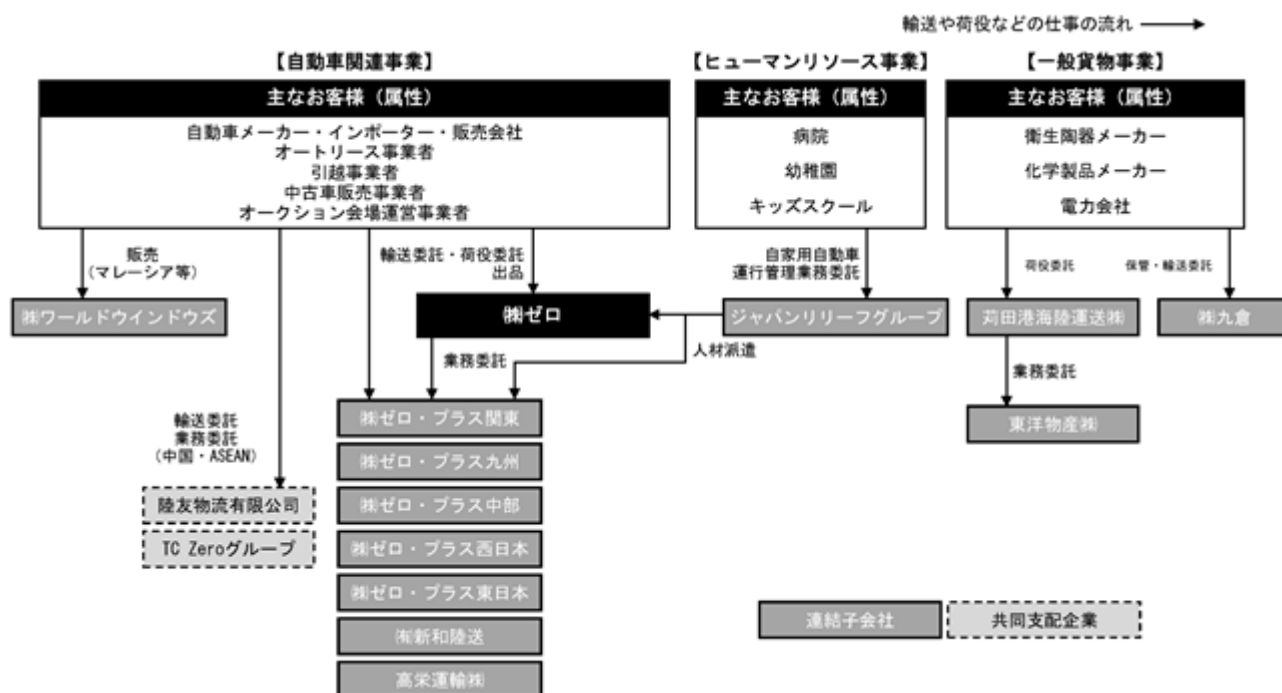 輸送や荷役などの仕事の流れ
【自動車関連事業】
主なお客様（属性）
自動車メーカー・インポーター・販売会社
オートリース事業者
引越事業者
中古車販売事業者
オークション会場運営事業者
【ヒューマンリソース事業】
主なお客様（属性）
病院
幼稚園
キッズスクール
【一般貨物事業】
主なお客様（属性）
衛生陶器メーカー
化学製品メーカー
電力会社
販売
（マレーシア等）
輸送委託・荷役委託
出品
自家用自動車
運行管理業務委託
荷役委託
保管・輸送委託
㈱ワールドウインドウズ
㈱ゼロ
ジャパンリリーフグループ
苅田港海陸運送㈱
㈱九倉
業務委託
人材派遣
業務委託
輸送委託
業務委託
（中国・ASEAN）
㈱ゼロ・プラス関東
東洋物産㈱
㈱ゼロ・プラス九州
陸友物流有限公司
㈱ゼロ・プラス中部
TC Zeroグループ
㈱ゼロ・プラス西日本
㈱ゼロ・プラス東日本
㈲新和陸送
高栄運輸㈱
連結子会社
共同支配企業